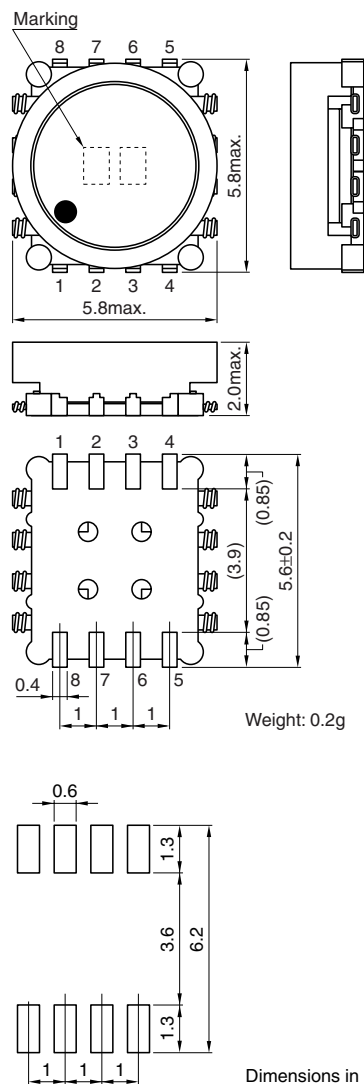 Marking
8 7 6 5
5.8max.
1 2 3 4
5.8max.
2.0max.
1 2 3 4
(0.85)
(3.9)
5.6±0.2
(0.85)
0.4
8 7 6 5
1 1 1
Weight: 0.2g
0.6
1.3
3.6
6.2
1.3
1 1 1
Dimensions in